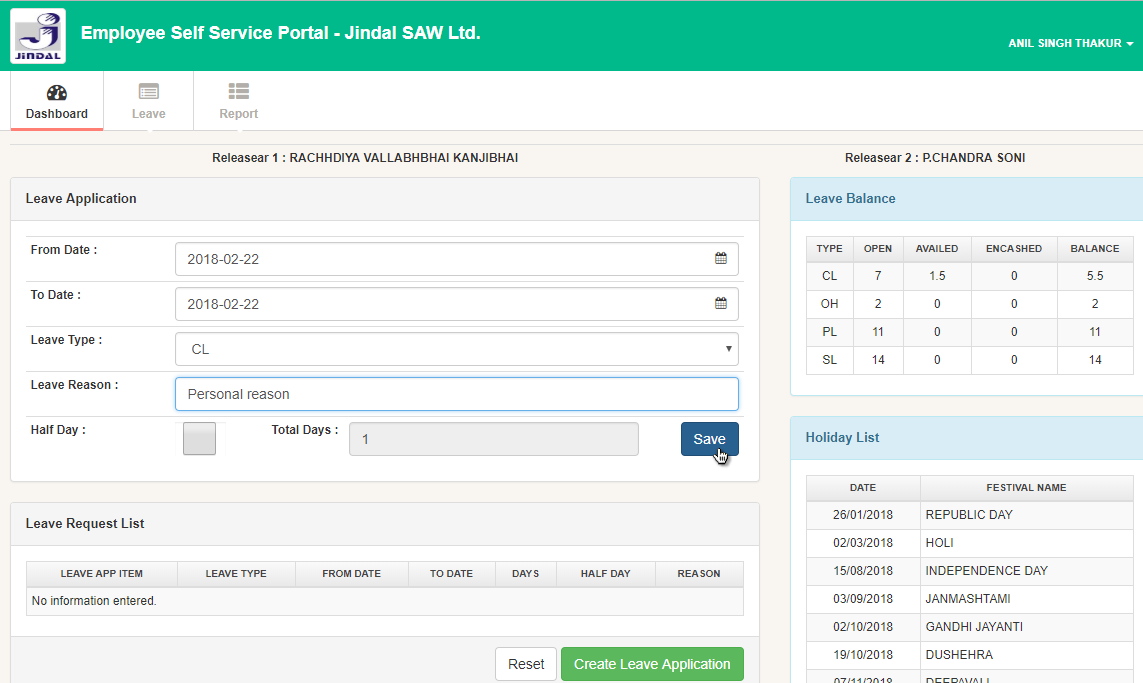 JINDAL
Employee Self Service Portal - Jindal SAW Ltd.
ANIL SINGH THAKUR
Dashboard
Leave
Report
Releasear 1 : RACHHDIYA VALLABHBHAI KANJIBHAI
Releasear 2 : P.CHANDRA SONI
Leave Application
From Date :
2018-02-22
To Date :
2018-02-22
Leave Type :
CL
Leave Reason :
Personal reason
Half Day :
Total Days :
1
Save
Leave Request List
LEAVE APP ITEM LEAVE TYPE FROM DATE TO DATE DAYS HALF DAY REASON
No information entered.
Reset
Create Leave Application
Leave Balance
TYPE OPEN AVAILED ENCASHED BALANCE
CL 7 1.5 0 5.5
OH 2 0 0 2
PL 11 0 0 11
SL 14 0 0 14
Holiday List
DATE FESTIVAL NAME
26/01/2018 REPUBLIC DAY
02/03/2018 HOLI
15/08/2018 INDEPENDENCE DAY
03/09/2018 JANMASHTAMI
02/10/2018 GANDHI JAYANTI
19/10/2018 DUSHEHRA
07/11/2018 DEEPAVALI